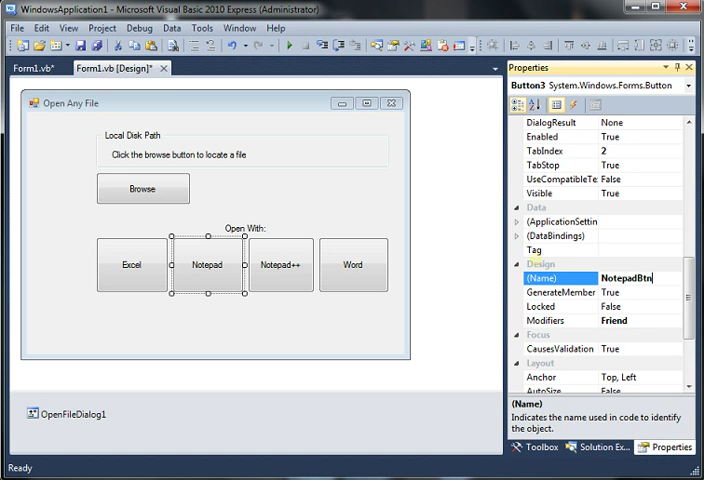 WindowsApplication1 - Microsoft Visual Basic 2010 Express (Administrator)
File Edit View Project Debug Data Tools Window Help
Form1.vb* Form1.vb [Design]*
Open Any File
Local Disk Path
Click the browse button to locate a file
Browse
Open With:
Excel Notepad Notepad++ Word
OpenFileDialog1
Properties
Button3 System.Windows.Forms.Button
DialogResult None
Enabled True
TabIndex 2
TabStop True
UseCompatibleTe: False
Visible True
Data
(ApplicationSettin
(DataBindings)
Tag
Design
(Name) NotepadBtn
GenerateMember True
Locked False
Modifiers Friend
Focus
CausesValidation True
Layout
Anchor Top, Left
AutoSize False
(Name)
Indicates the name used in code to identify
the object.
Toolbox Solution Ex... Properties
Ready